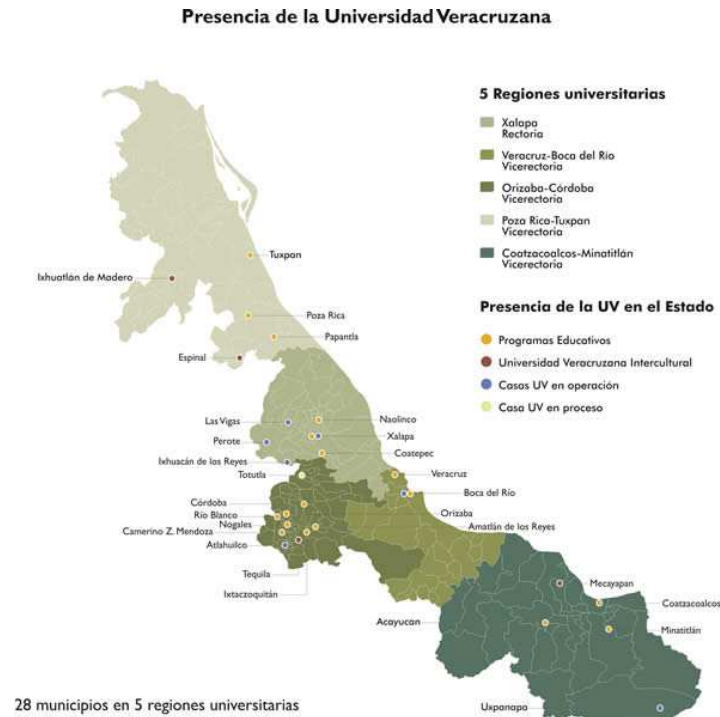 Presencia de la Universidad Veracruzana
5 Regiones universitarias
Xalapa
Rectoria
Veracruz-Boca del Río
Vicerectoria
Orizaba-Córdoba
Vicerectoria
Poza Rica-Tuxpan
Vicerectoria
Coatzacoalcos-Minatitlán
Vicerectoria
Presencia de la UV en el Estado
Programas Educativos
Universidad Veracruzana Intercultural
Casas UV en operación
Casa UV en proceso
Tuxpan
Ixhuatlán de Madero
Poza Rica
Papantla
Espinal
Naolinco
Las Vigas
Xalapa
Perote
Coatepec
Ixhuacán de los Reyes
Totutla
Veracruz
Boca del Río
Córdoba
Orizaba
Río Blanco
Nogales
Amatlán de los Reyes
Camerino Z. Mendoza
Atlahuilco
Tequila
Ixtaczoquitán
Mecayapan
Coatzacoalcos
Acayucan
Minatitlán
Uxpanapa
28 municipios en 5 regiones universitarias